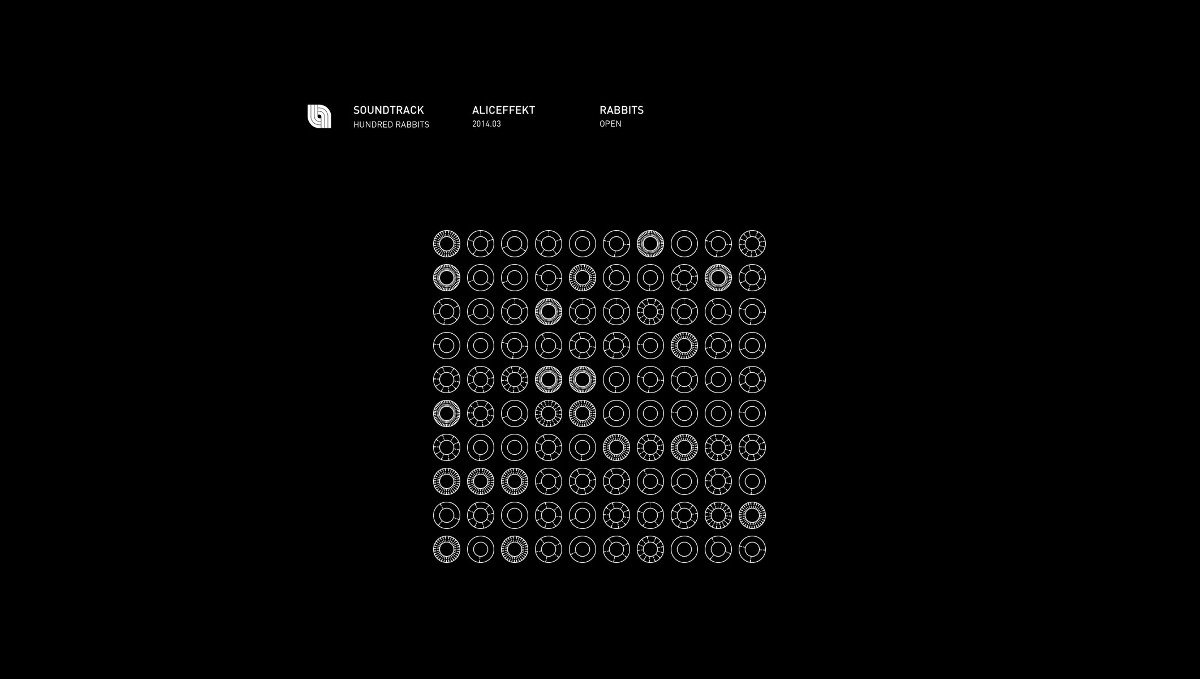 SOUNDTRACK
HUNDRED RABBITS
ALICEFFEKT
2014.03
RABBITS
OPEN